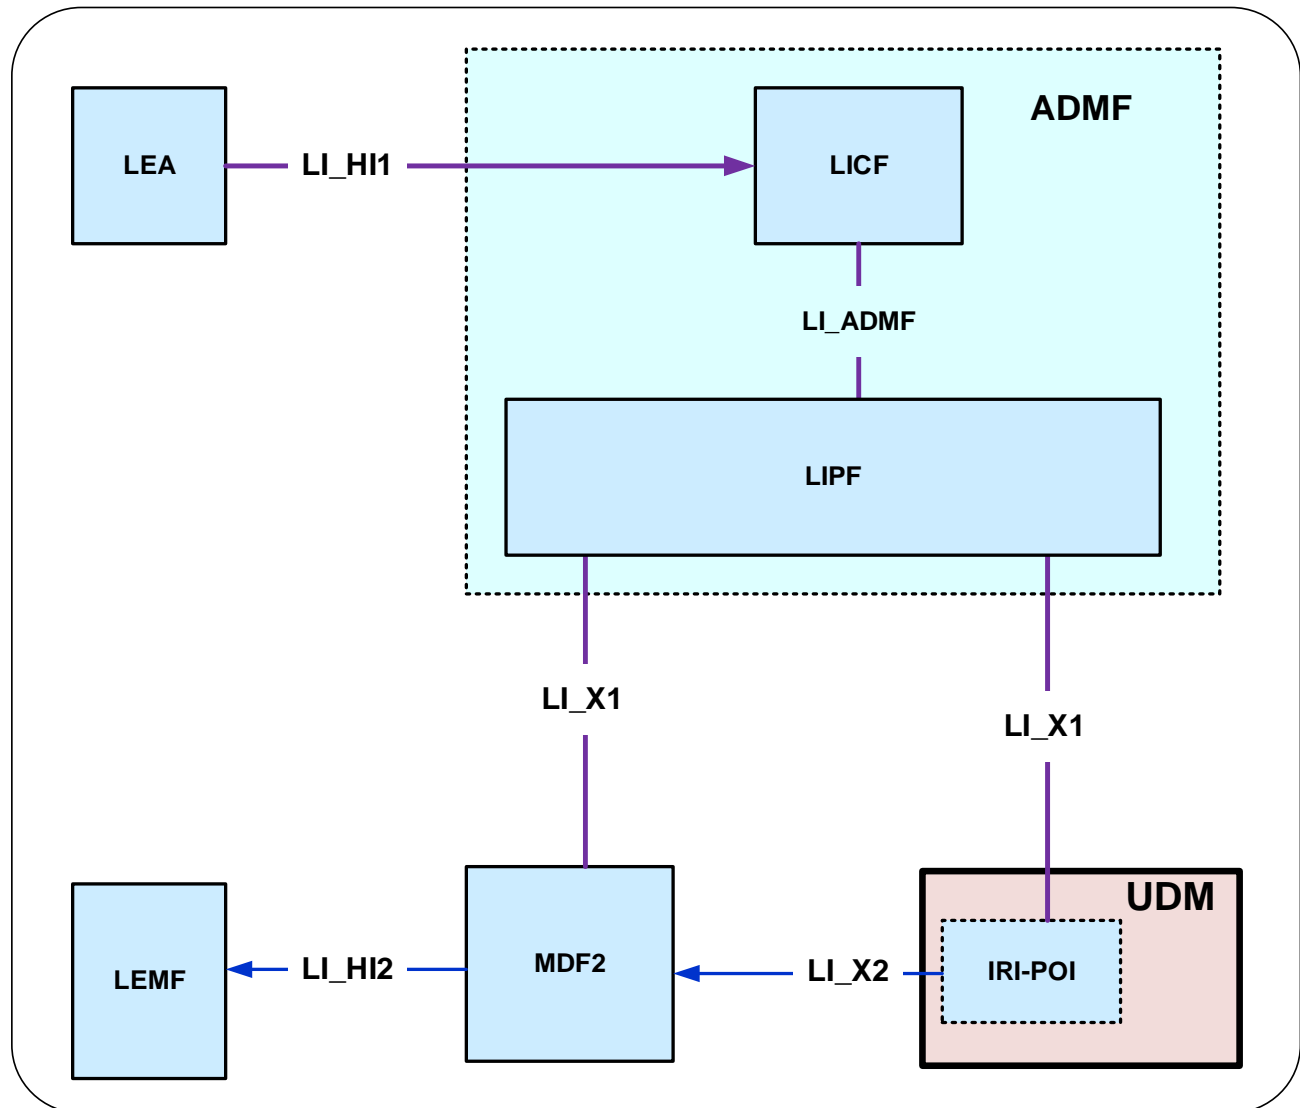 ADMF
LEA
LI_HI1
LICF
LI_ADMF
LIPF
LI_X1
LI_X1
UDM
LEMF
LI_HI2
MDF2
LI_X2
IRI-POI